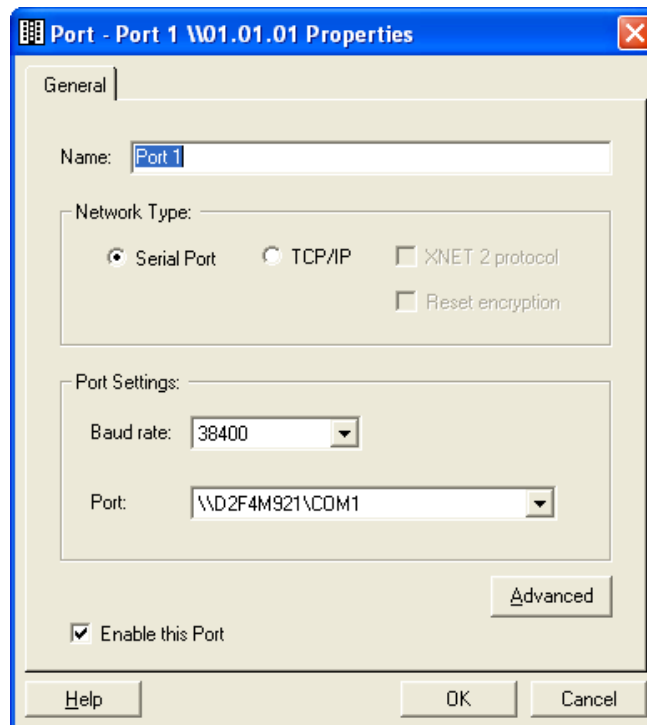 Port - Port 1 \\01.01.01 Properties
General
Name: Port 1
Network Type:
Serial Port TCP/IP XNET 2 protocol
Reset encryption
Port Settings:
Baud rate: 38400
Port: \\D2F4M921\COM1
Advanced
Enable this Port
Help OK Cancel